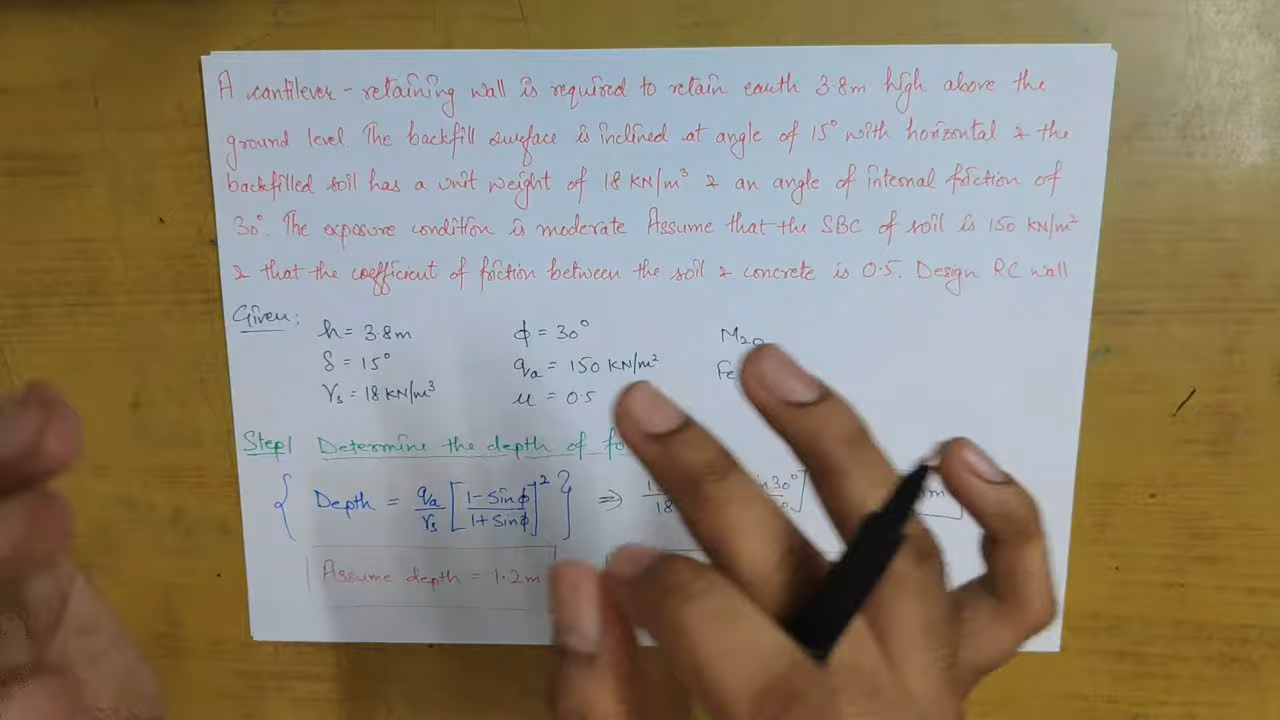 A cantilever - retaining wall is required to retain earth 3.8m high above the
ground level The backfill surface is inclined at angle of 15° with horizontal & the
backfilled soil has a unit weight of 18 KN/m³ & an angle of internal friction of
30°. The exposure condition is moderate Assume that the SBC of soil is 150 KN/m²
& that the coefficient of friction between the soil & concrete is 0.5. Design RC wall
Given:
h = 3.8m φ = 30° M20
δ = 15° qa = 150 KN/m² Fe
γs = 18 KN/m³ μ = 0.5
Step1 Determine the depth of
{ Depth = qa/γs [1 - sinφ / 1 + sinφ]² } ⇒ 18 sin30° m
Assume depth = 1.2m